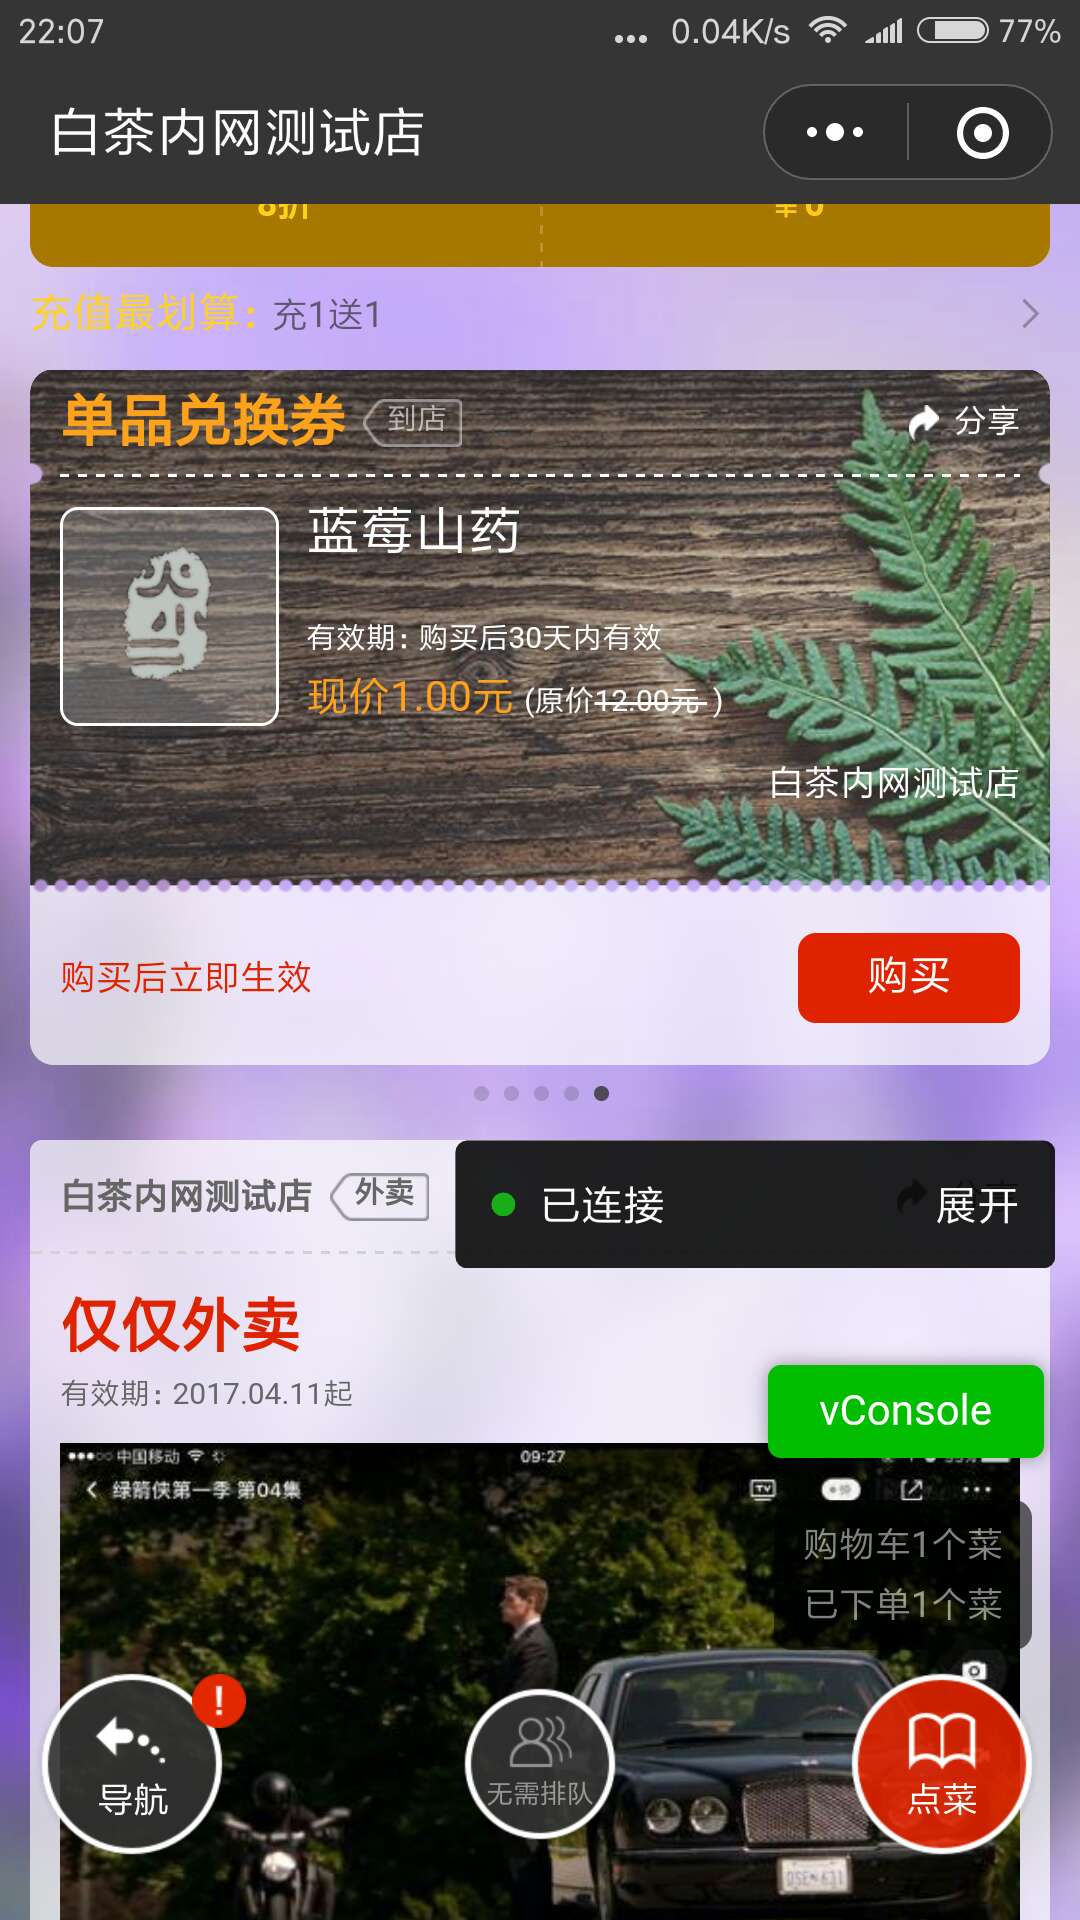 22:07
0.04K/s
77%
白茶内网测试店
8折
￥0
充值最划算：充1送1
单品兑换券 到店
分享
蓝莓山药
有效期：购买后30天内有效
现价1.00元 (原价12.00元 )
白茶内网测试店
购买后立即生效
购买
白茶内网测试店 外卖
已连接
展开
仅仅外卖
有效期：2017.04.11起
vConsole
中国移动
09:27
绿箭侠第一季 第04集
TV
购物车1个菜
已下单1个菜
导航
无需排队
点菜